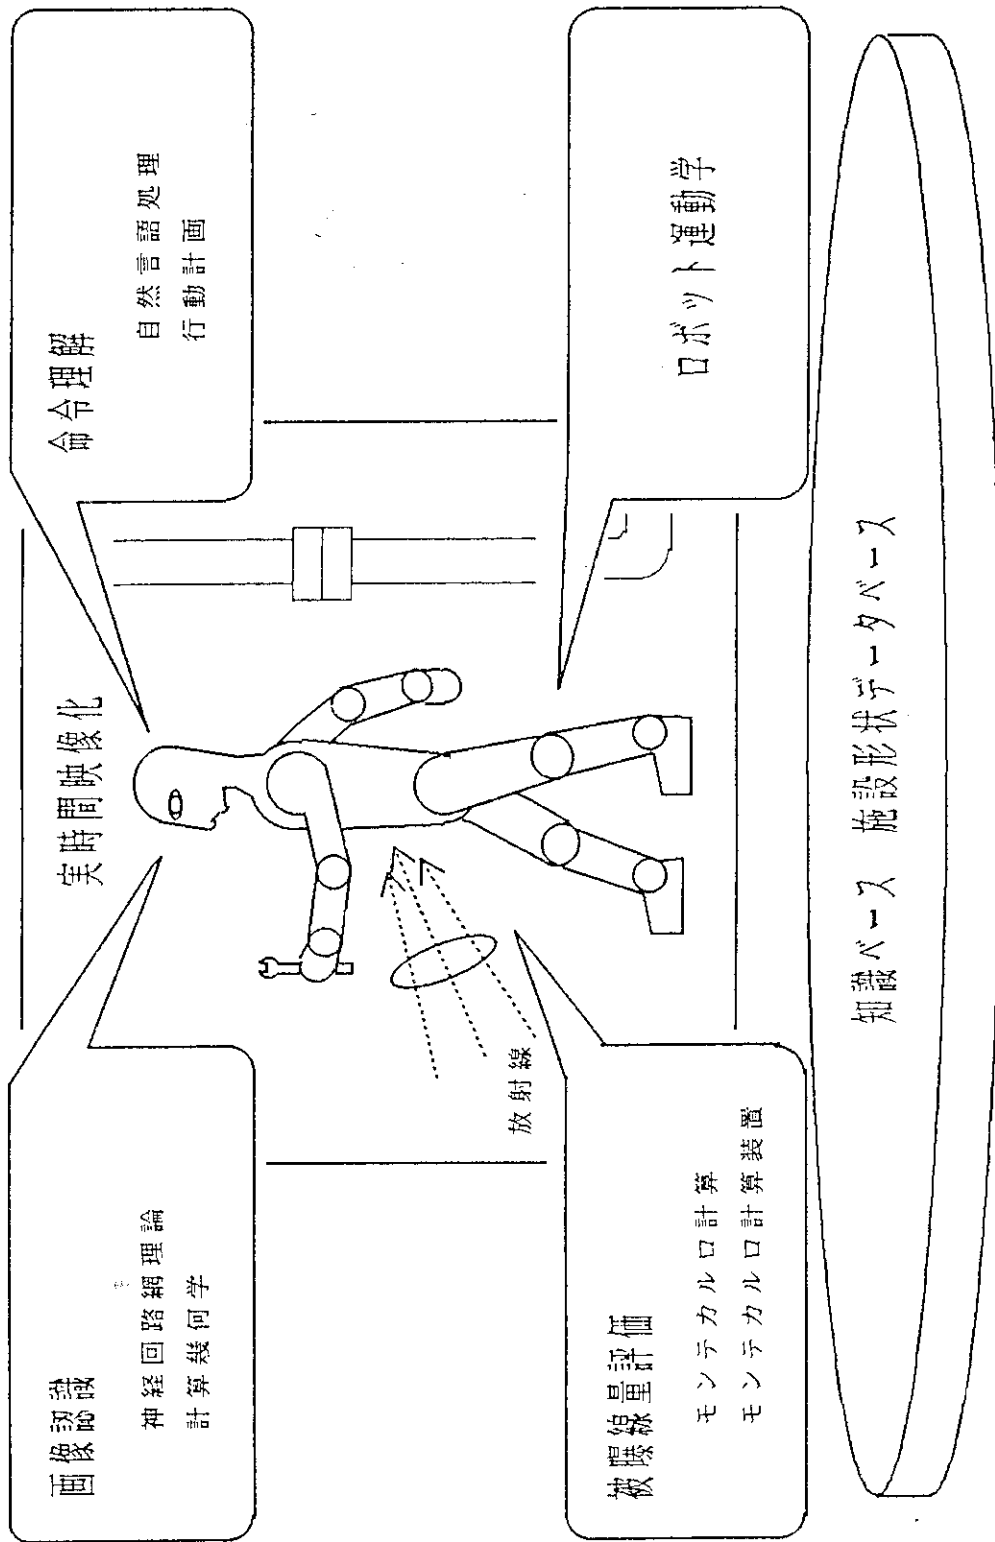 画像認識
神経回路網理論
計算幾何学
実時間映像化
命令理解
自然言語処理
行動計画
放射線
被曝線量評価
モンテカルロ計算
モンテカルロ計算装置
ロボット運動学
知識ベース 施設形状データベース